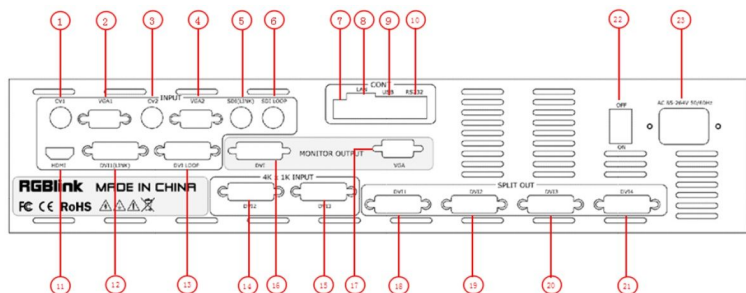 1 2 3 4 5 6 7 8 9 10 22 23
CV1 VGA1 CV2 VGA2 SDI(LINK) SDI LOOP
INPUT
CONT
LAN USB RS232
OFF
ON
AC 85-264V 50/60Hz
HDMI DVI1(LINK) DVI LOOP
DVI MONITOR OUTPUT VGA
RGBlink MADE IN CHINA
FC CE RoHS
4K x 1K INPUT
DVI2 DVI3
SPLIT OUT
DVI1 DVI2 DVI3 DVI4
11 12 13 14 16 15 17 18 19 20 21